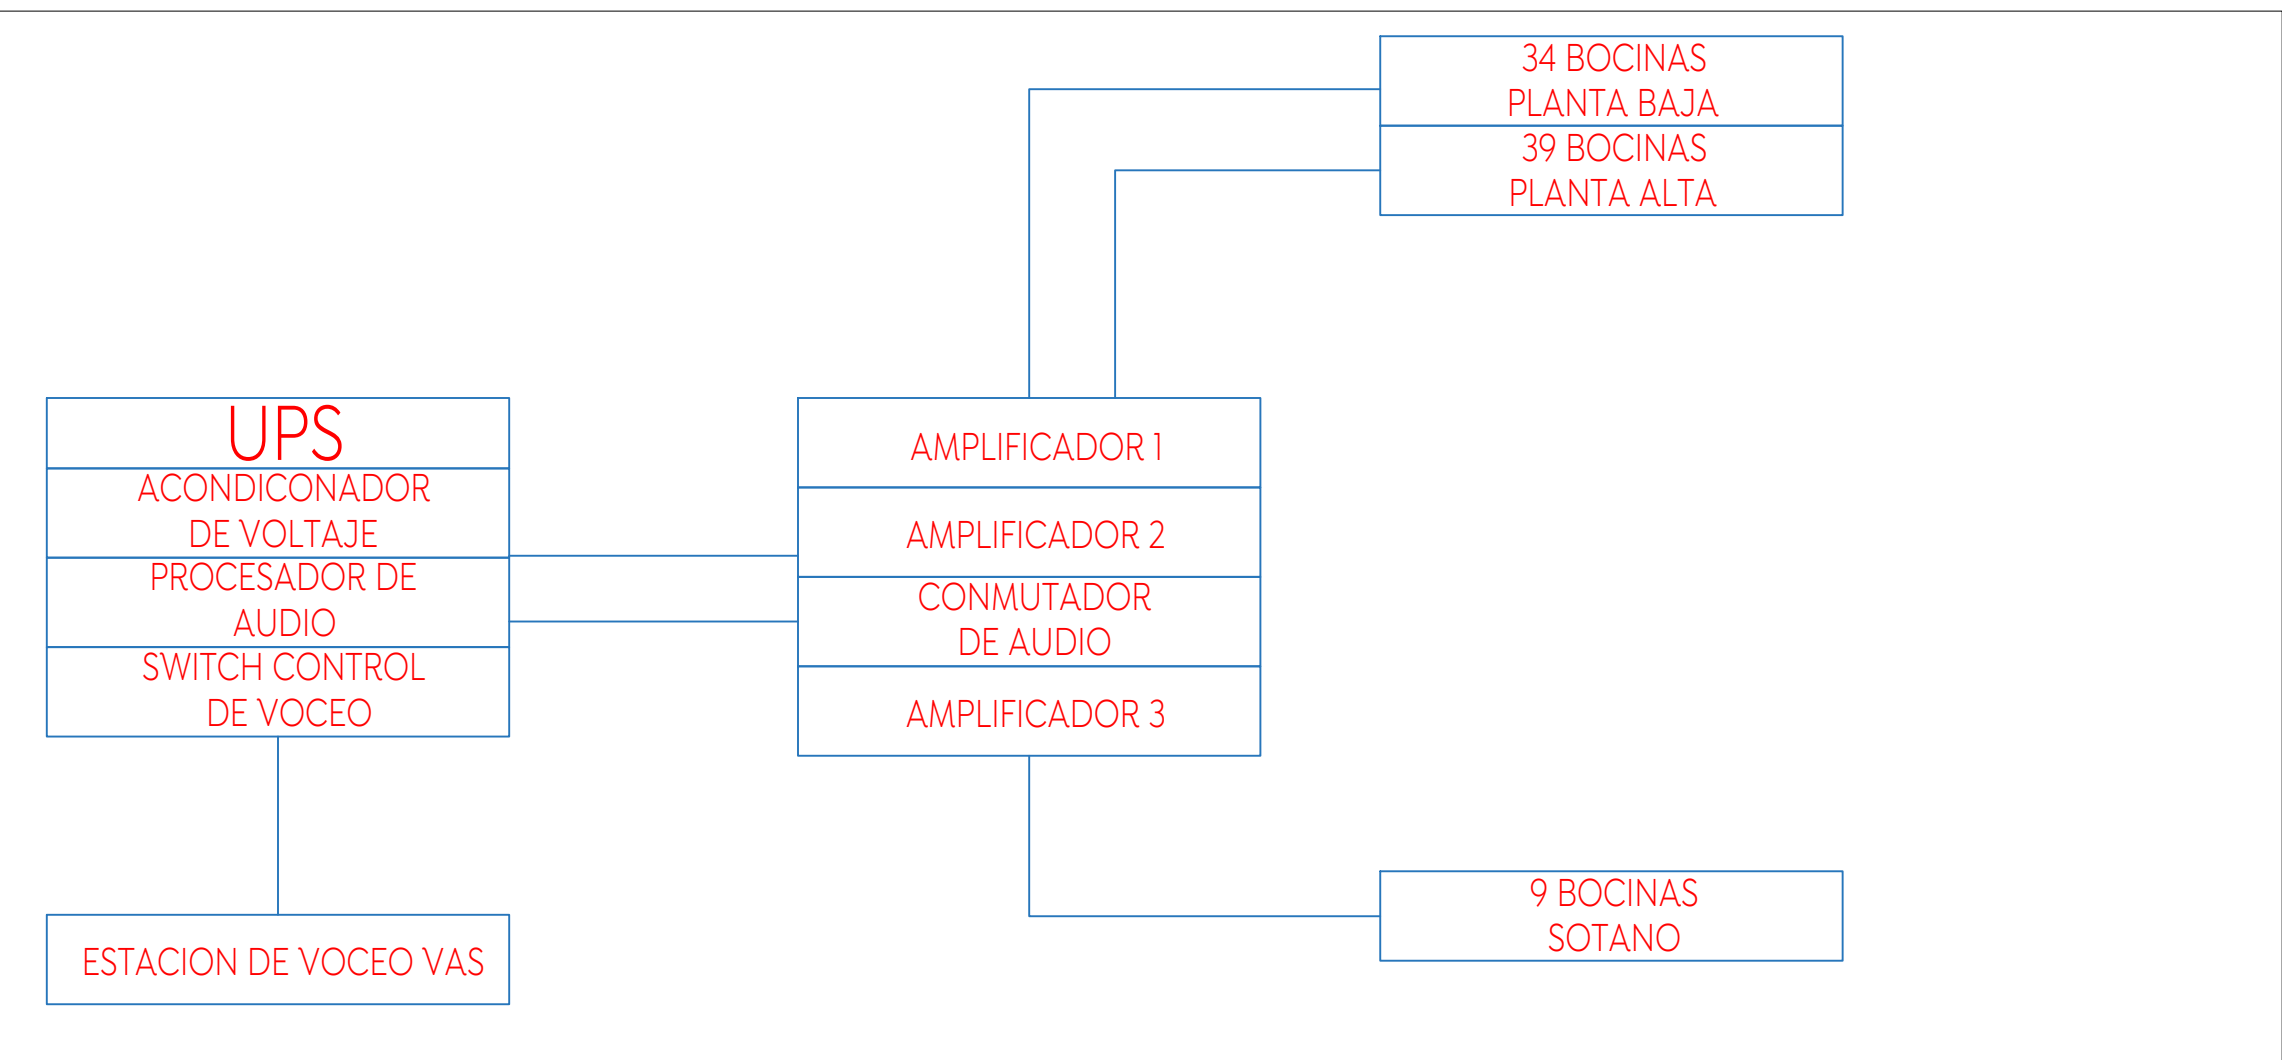 34 BOCINAS
PLANTA BAJA
39 BOCINAS
PLANTA ALTA
UPS
ACONDICONADOR
DE VOLTAJE
PROCESADOR DE
AUDIO
SWITCH CONTROL
DE VOCEO
AMPLIFICADOR 1
AMPLIFICADOR 2
CONMUTADOR
DE AUDIO
AMPLIFICADOR 3
9 BOCINAS
SOTANO
ESTACION DE VOCEO VAS